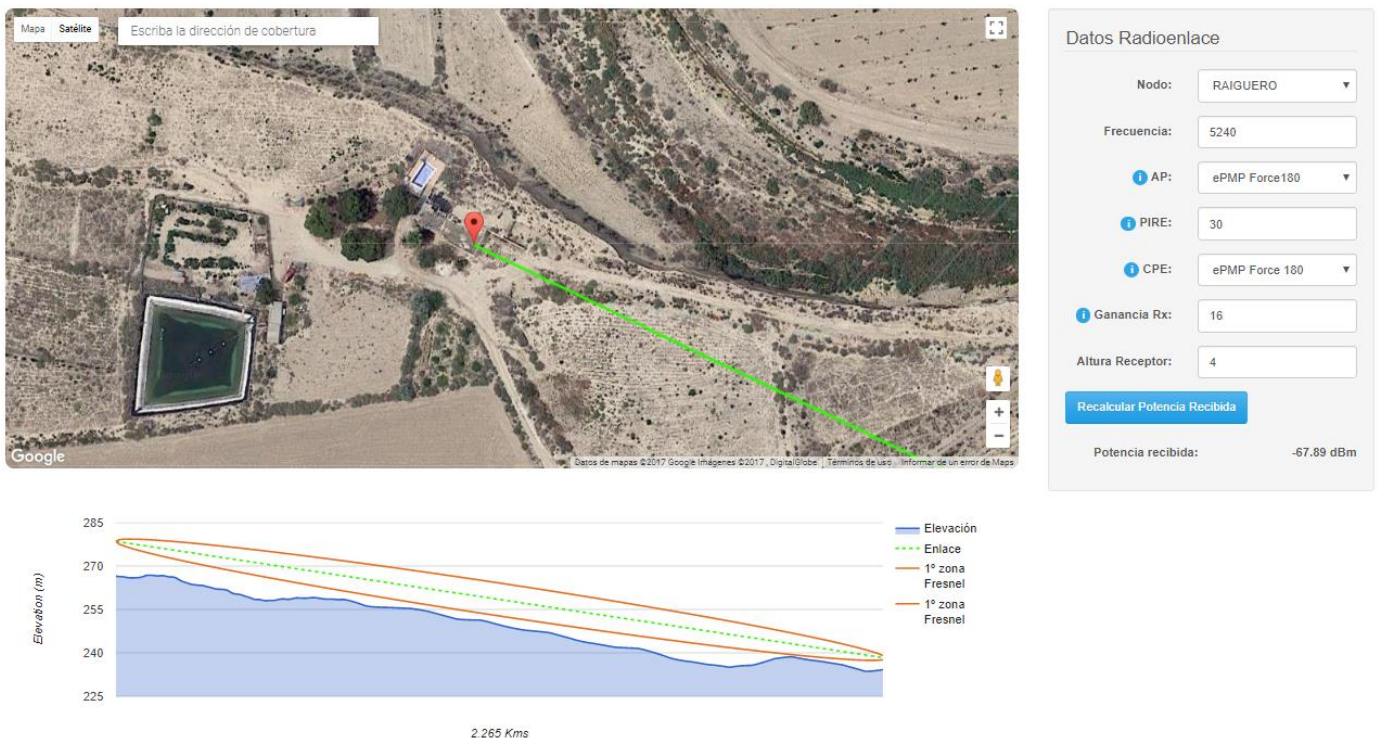 Mapa Satélite
Escriba la dirección de cobertura
Google
Datos de mapas ©2017 Google Imágenes ©2017 , DigitalGlobe Términos de uso Informar de un error de Maps
Datos Radioenlace
Nodo: RAIGUERO
Frecuencia: 5240
AP: ePMP Force180
PIRE: 30
CPE: ePMP Force 180
Ganancia Rx: 16
Altura Receptor: 4
Recalcular Potencia Recibida
Potencia recibida: -67.89 dBm
285
270
255
240
225
Elevation (m)
2.265 Kms
Elevación
Enlace
1º zona
Fresnel
1º zona
Fresnel